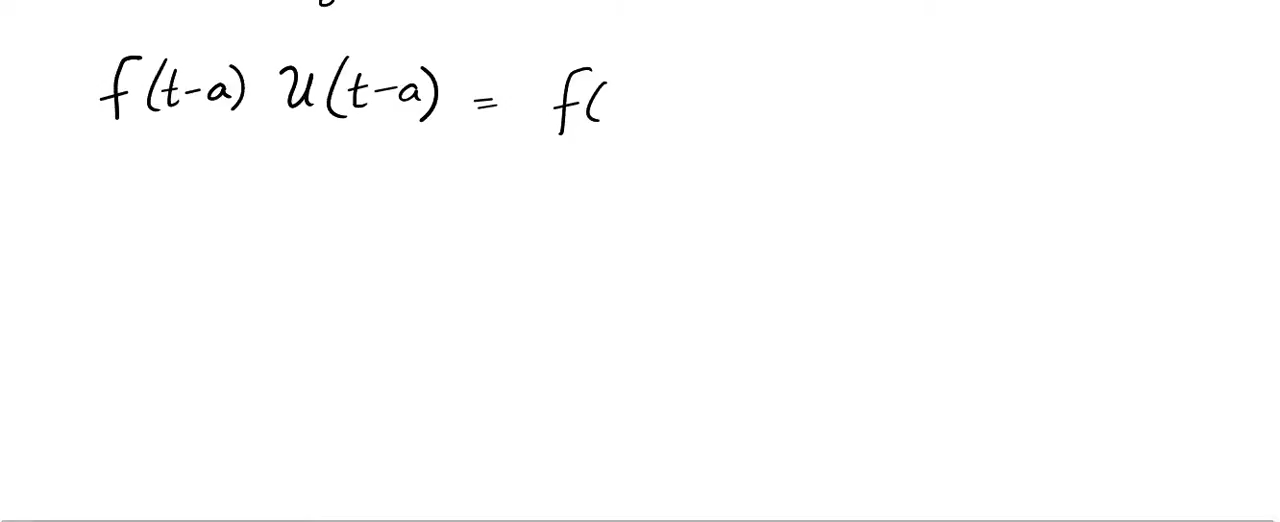 f(t-a) u(t-a) = f(